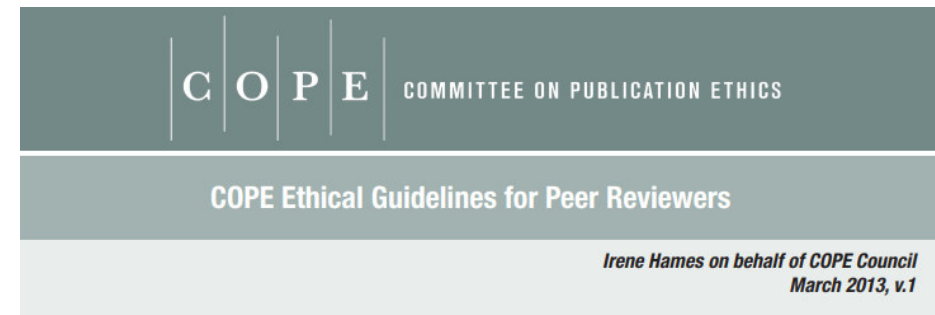 COPE COMMITTEE ON PUBLICATION ETHICS
COPE Ethical Guidelines for Peer Reviewers
Irene Hames on behalf of COPE Council
March 2013, v.1